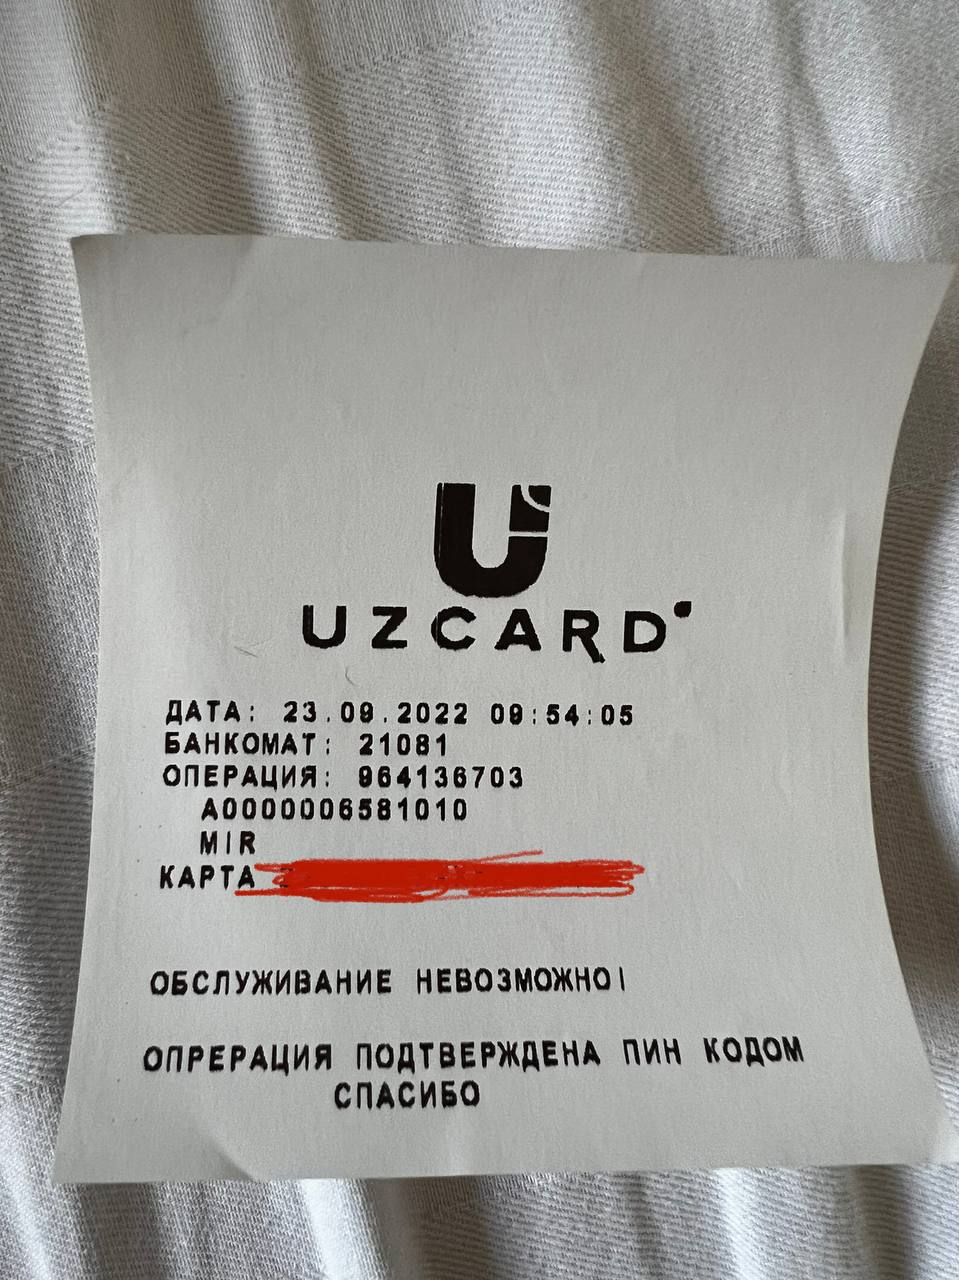 UZCARD
ДАТА: 23.09.2022 09:54:05
БАНКОМАТ: 21081
ОПЕРАЦИЯ: 964136703
A0000006581010
MIR
КАРТА
ОБСЛУЖИВАНИЕ НЕВОЗМОЖНО!
ОПРЕРАЦИЯ ПОДТВЕРЖДЕНА ПИН КОДОМ
СПАСИБО